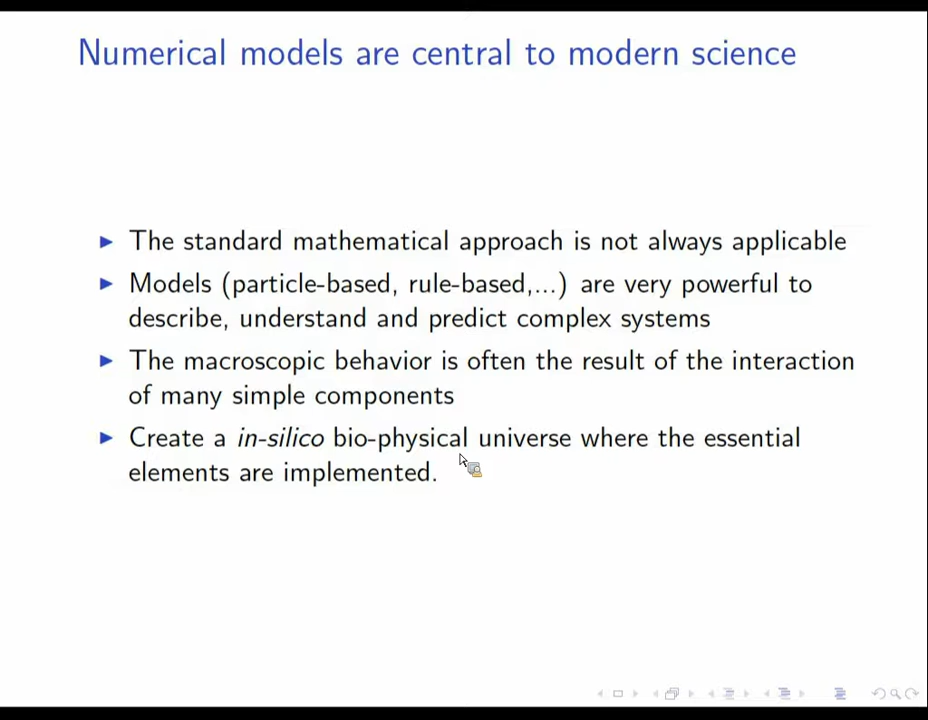 Numerical models are central to modern science
The standard mathematical approach is not always applicable
Models (particle-based, rule-based,...) are very powerful to
describe, understand and predict complex systems
The macroscopic behavior is often the result of the interaction
of many simple components
Create a in-silico bio-physical universe where the essential
elements are implemented.